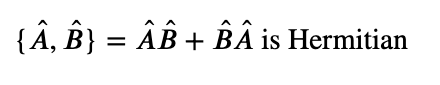 {Â, B̂} = ÂB̂ + B̂Â is Hermitian